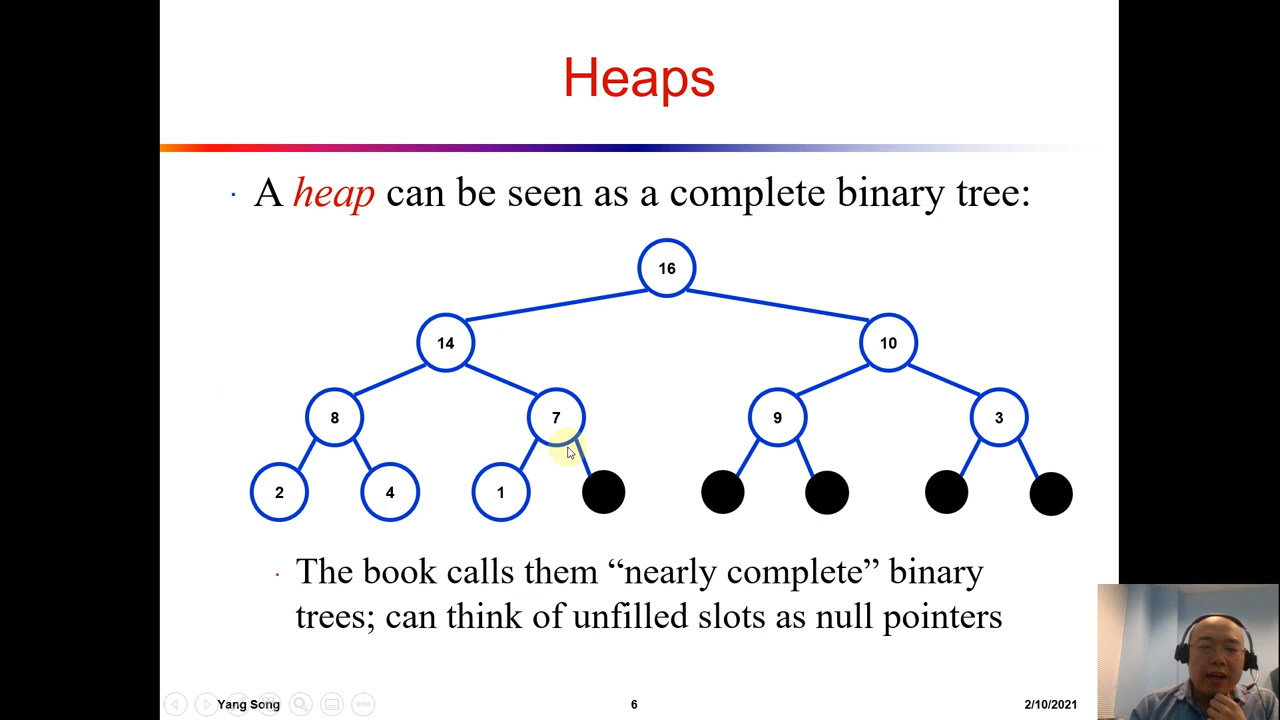 Heaps
· A heap can be seen as a complete binary tree:
16
14 10
8 7 9 3
2 4 1
· The book calls them “nearly complete” binary
trees; can think of unfilled slots as null pointers
Yang Song 6 2/10/2021